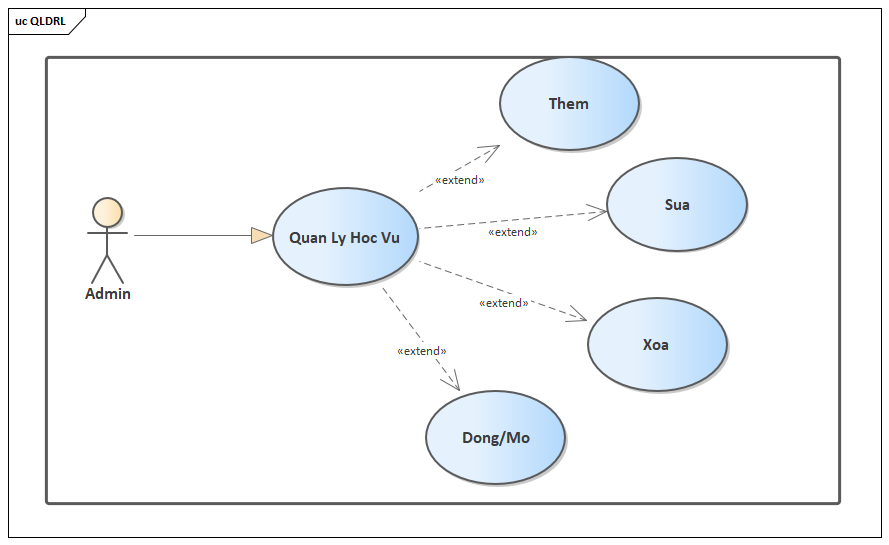 uc QLDRL
Them
«extend»
Sua
Quan Ly Hoc Vu
«extend»
Admin
«extend»
Xoa
«extend»
Dong/Mo